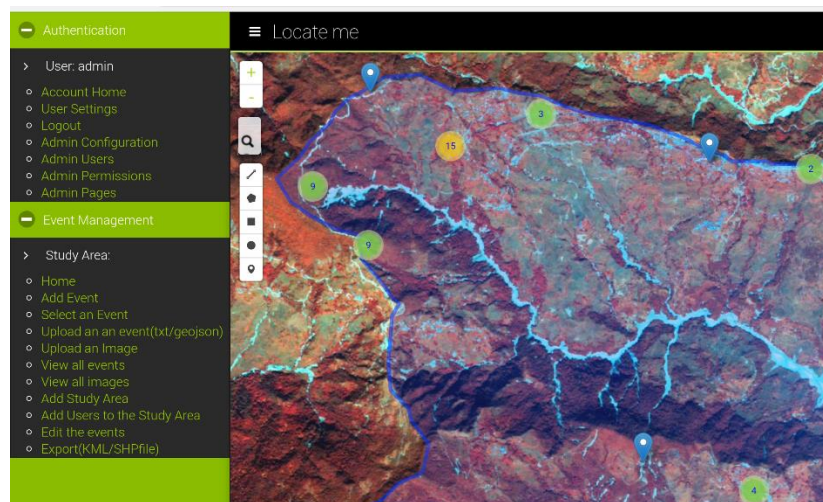 Authentication
User: admin
Account Home
User Settings
Logout
Admin Configuration
Admin Users
Admin Permissions
Admin Pages
Event Management
Study Area:
Home
Add Event
Select an Event
Upload an an event(txt/geojson)
Upload an Image
View all events
View all images
Add Study Area
Add Users to the Study Area
Edit the events
Export(KML/SHPfile)
Locate me
+
-
3
15
2
9
9
4